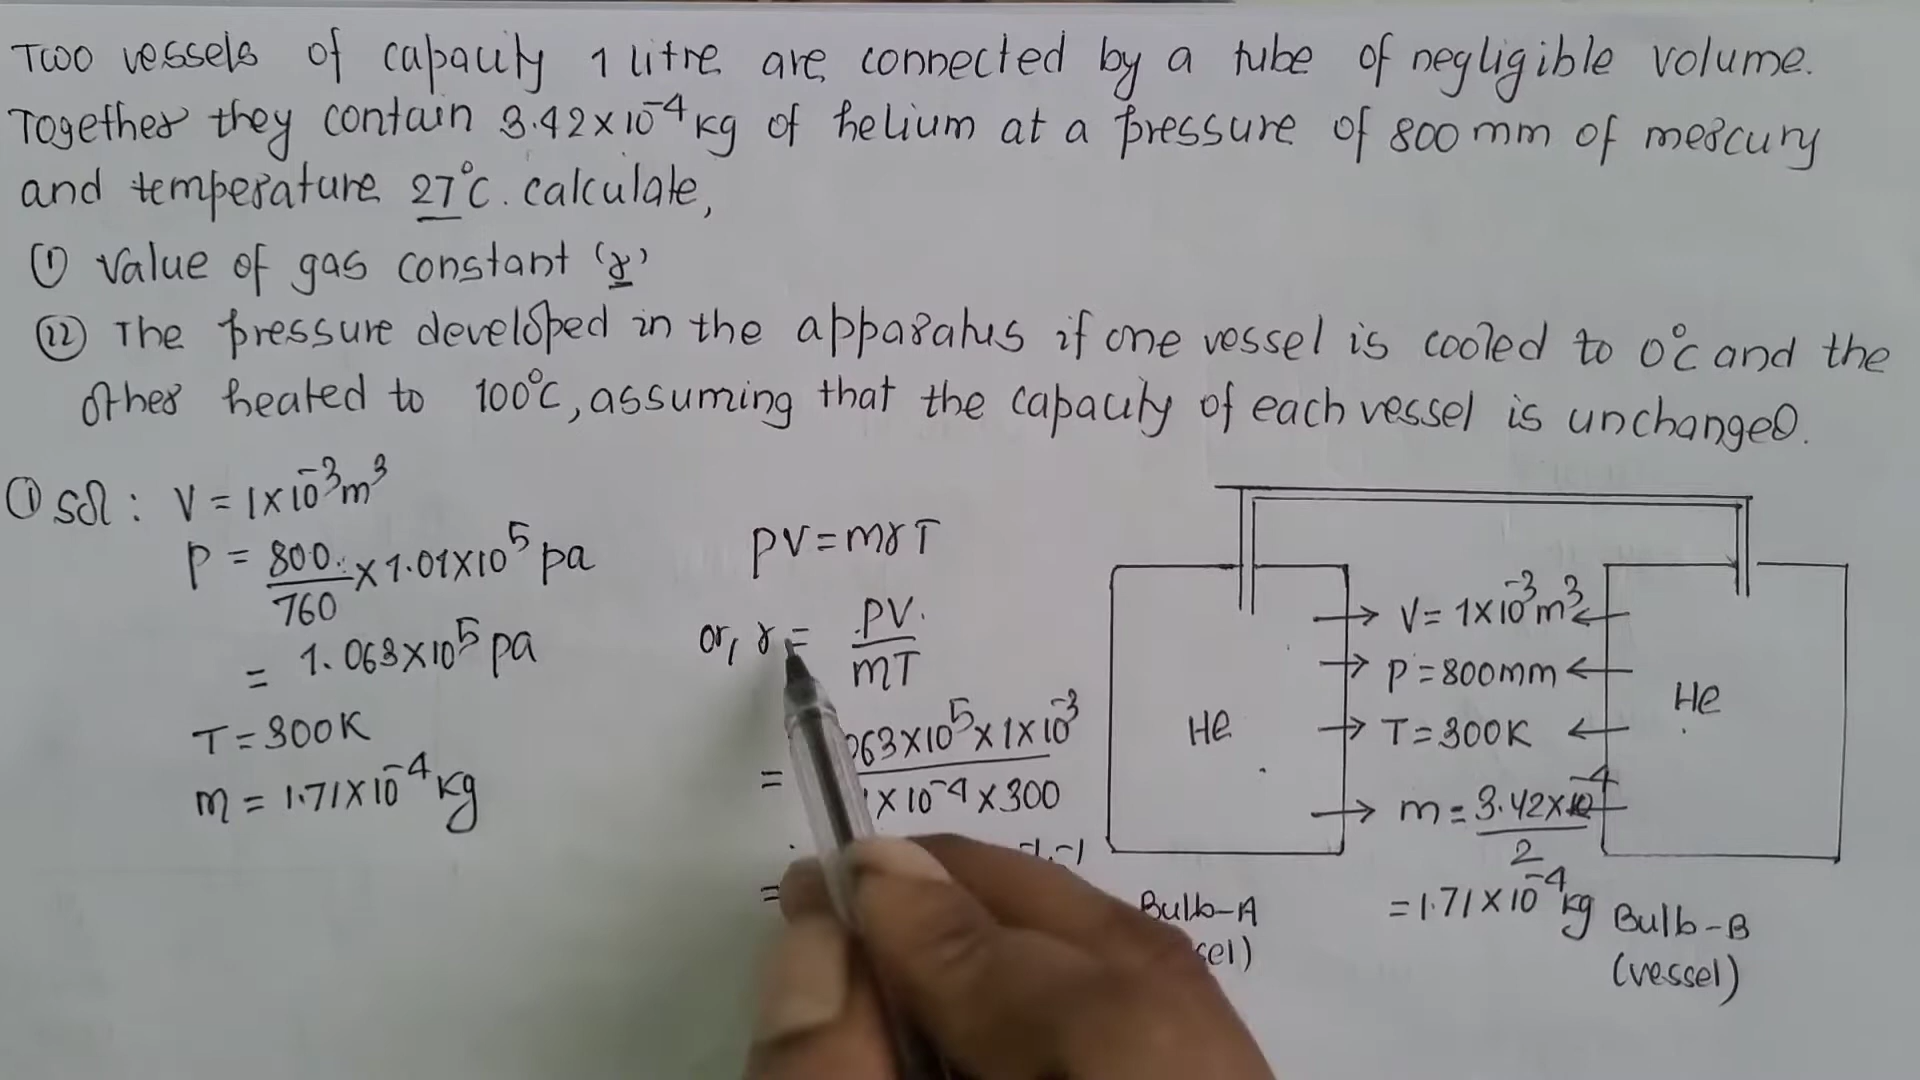 Two vessels of capacity 1 litre are connected by a tube of negligible volume.
Together they contain 3.42×10⁻⁴ kg of helium at a pressure of 800 mm of mercury
and temperature 27°C. calculate,
(i) Value of gas constant (r)
(ii) The pressure developed in the apparatus if one vessel is cooled to 0°C and the
other heated to 100°C, assuming that the capacity of each vessel is unchanged.
(i) Sol : V = 1×10⁻³ m³
P = 800/760 × 1.01×10⁵ pa
= 1.063×10⁵ pa
T = 300K
m = 1.71×10⁻⁴ kg
PV = mrT
or, r = PV/mT
= 063×10⁵×1×10⁻³ / ×10⁻⁴×300
=
He
V = 1×10⁻³ m³
P = 800mm
T = 300K
m = 3.42×10⁻⁴/2
= 1.71×10⁻⁴ kg
He
Bulb-A
sel)
Bulb-B
(vessel)